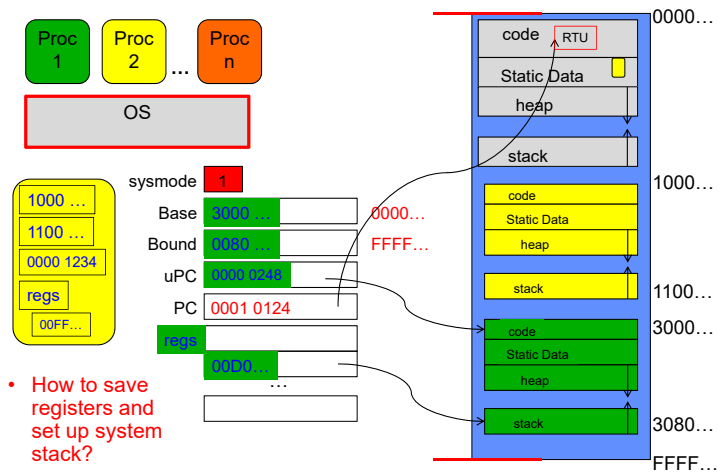 Proc
1
Proc
2
...
Proc
n
OS
1000 ...
1100 ...
0000 1234
regs
00FF...
sysmode
1
Base
3000 ...
0000...
Bound
0080 ...
FFFF...
uPC
0000 0248
PC
0001 0124
regs
00D0...
...
• How to save
registers and
set up system
stack?
code
RTU
Static Data
heap
stack
code
Static Data
heap
stack
code
Static Data
heap
stack
0000...
1000...
1100...
3000...
3080...
FFFF...